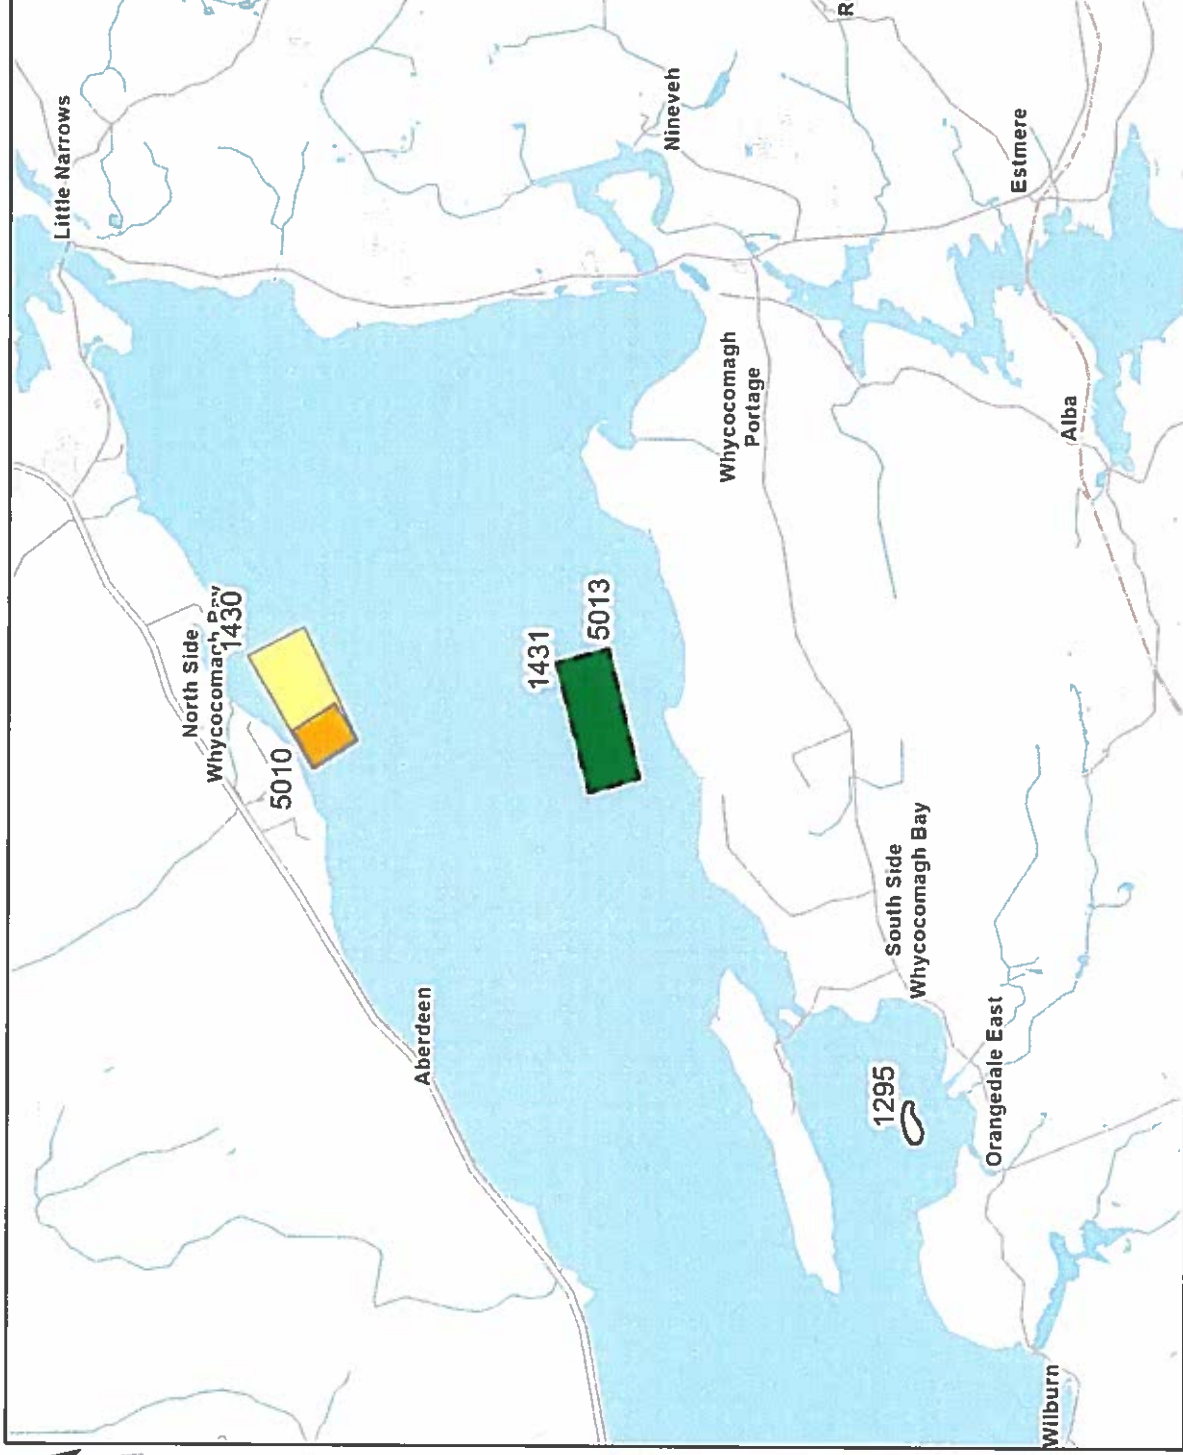 Little Narrows
Nineveh
R
Estmere
Whycocomagh
Portage
Alba
North Side
Whycocomagh Bay
1430
5010
1431
5013
South Side
Whycocomagh Bay
Aberdeen
1295
Orangedale East
Wilburn